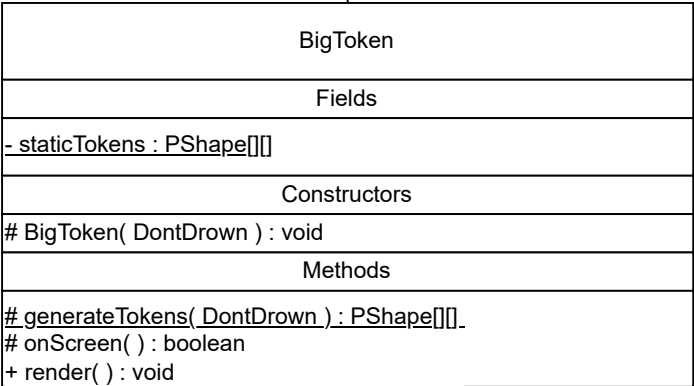 BigToken
Fields
- staticTokens : PShape[][]
Constructors
# BigToken( DontDrown ) : void
Methods
# generateTokens( DontDrown ) : PShape[][]
# onScreen( ) : boolean
+ render( ) : void